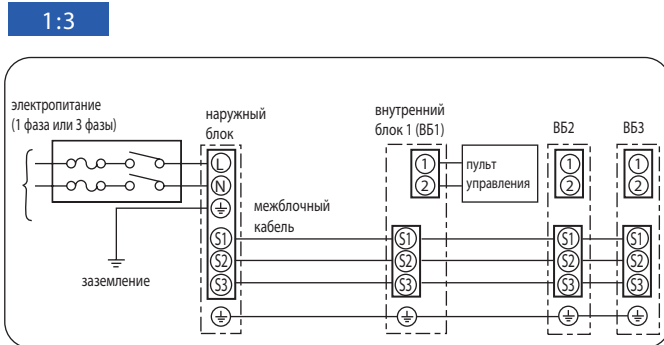 1:3
электропитание
(1 фаза или 3 фазы)
наружный
блок
внутренний
блок 1 (ВБ1)
ВБ2
ВБ3
L
N
S1
S2
S3
межблочный
кабель
заземление
1
2
пульт
управления
S1
S2
S3
1
2
S1
S2
S3
1
2
S1
S2
S3